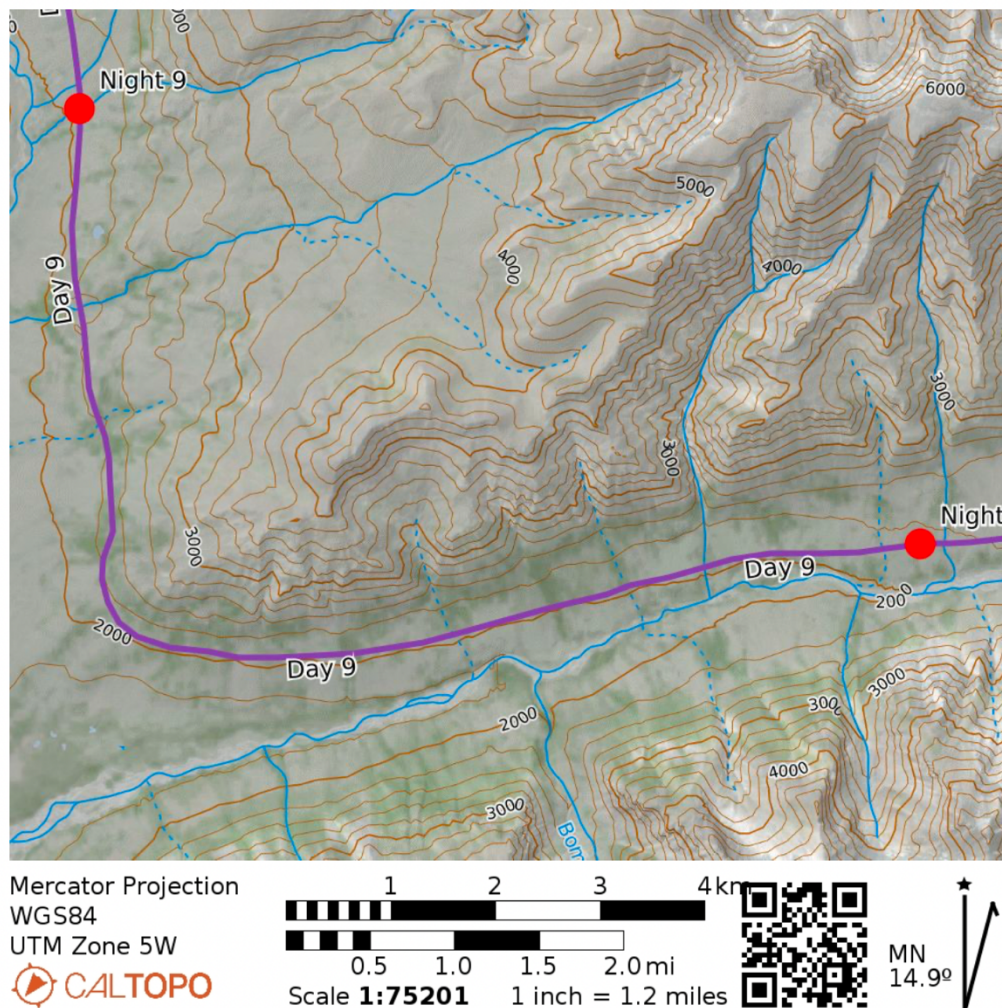 Night 9
6000
5000
4000
4000
Day 9
3000
3000
3000
Night
Day 9
2000
200
Day 9
3000
300
2000
4000
3000
Bom
Mercator Projection
WGS84
UTM Zone 5W
CALTOPO
1 2 3 4 km
0.5 1.0 1.5 2.0 mi
Scale 1:75201 1 inch = 1.2 miles
MN
14.9º